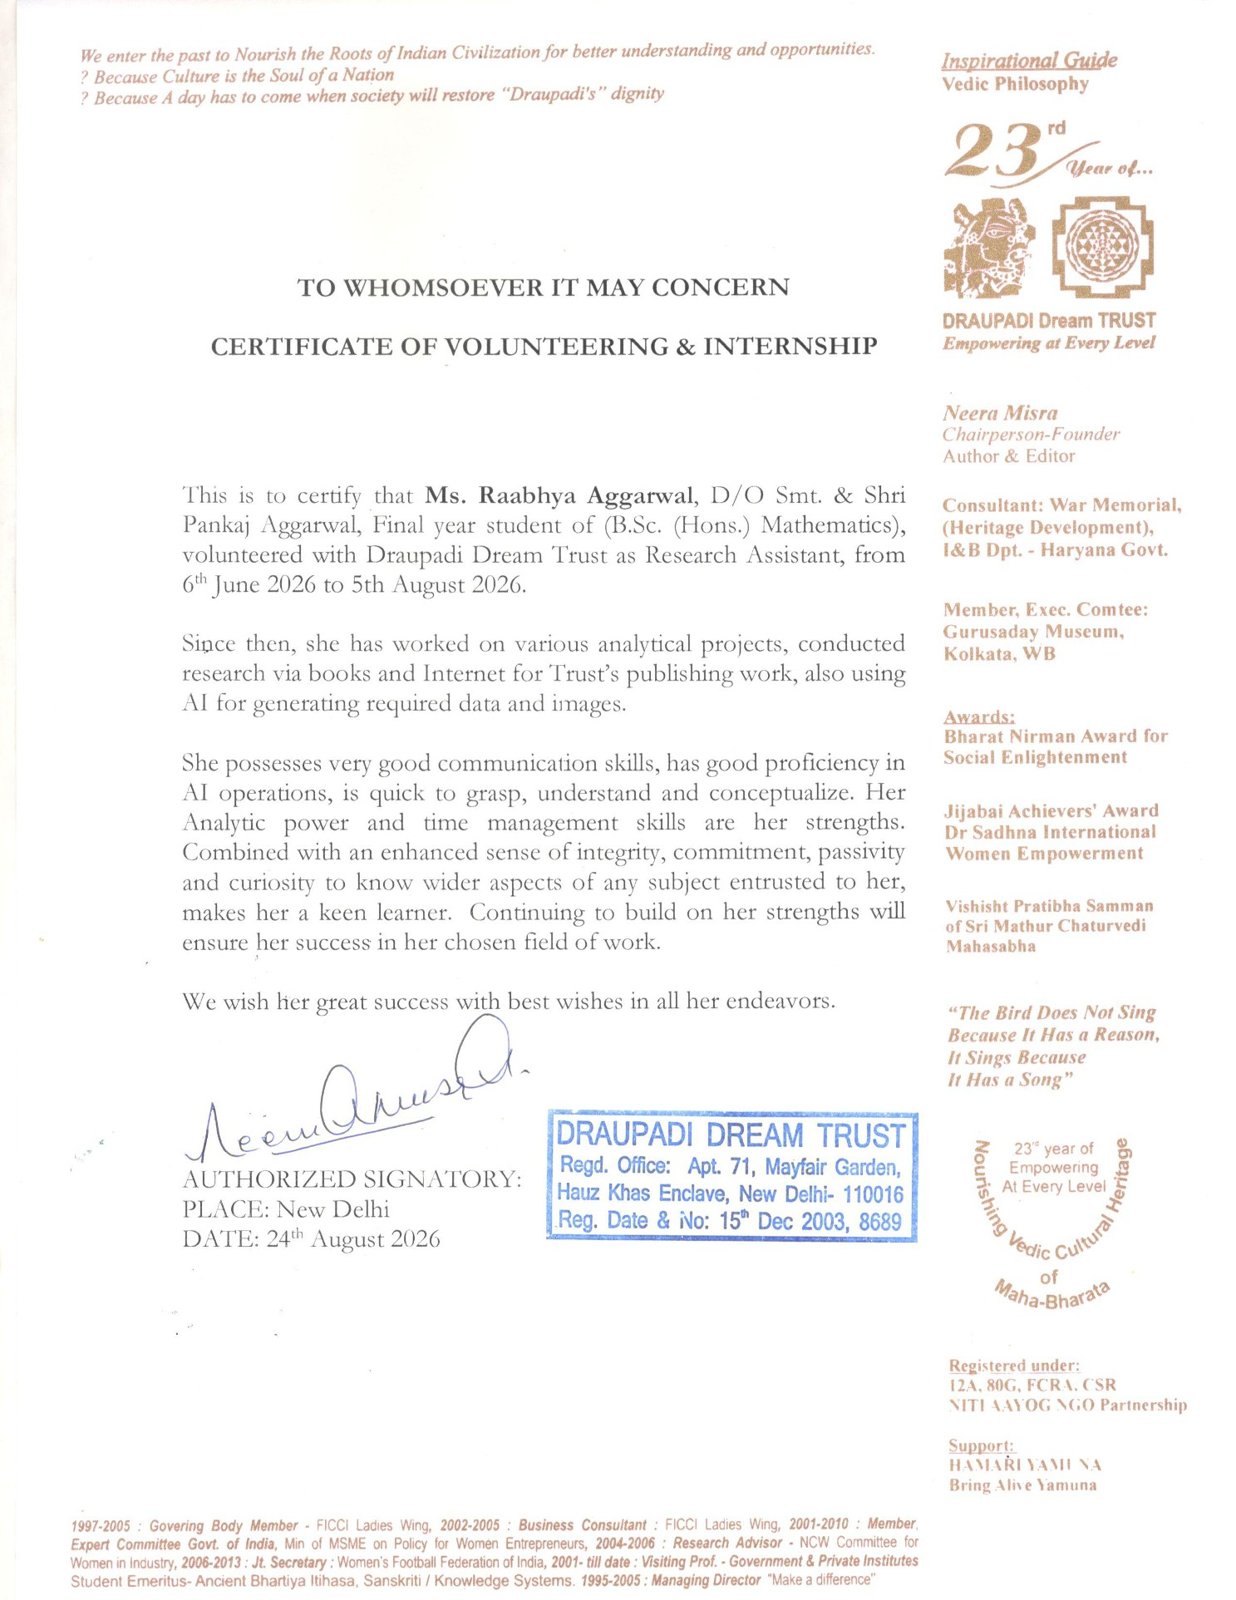 We enter the past to Nourish the Roots of Indian Civilization for better understanding and opportunities.
? Because Culture is the Soul of a Nation
? Because A day has to come when society will restore "Draupadi's" dignity
Inspirational Guide
Vedic Philosophy
23rd
Year of...
DRAUPADI Dream TRUST
Empowering at Every Level
TO WHOMSOEVER IT MAY CONCERN
CERTIFICATE OF VOLUNTEERING & INTERNSHIP
Neera Misra
Chairperson-Founder
Author & Editor
Consultant: War Memorial,
(Heritage Development),
I&B Dpt. - Haryana Govt.
Member, Exec. Comtee:
Gurusaday Museum,
Kolkata, WB
Awards:
Bharat Nirman Award for
Social Enlightenment
Jijabai Achievers' Award
Dr Sadhna International
Women Empowerment
Vishisht Pratibha Samman
of Sri Mathur Chaturvedi
Mahasabha
"The Bird Does Not Sing
Because It Has a Reason,
It Sings Because
It Has a Song"
This is to certify that Ms. Raabhya Aggarwal, D/O Smt. & Shri
Pankaj Aggarwal, Final year student of (B.Sc. (Hons.) Mathematics),
volunteered with Draupadi Dream Trust as Research Assistant, from
6th June 2026 to 5th August 2026.
Since then, she has worked on various analytical projects, conducted
research via books and Internet for Trust's publishing work, also using
AI for generating required data and images.
She possesses very good communication skills, has good proficiency in
AI operations, is quick to grasp, understand and conceptualize. Her
Analytic power and time management skills are her strengths.
Combined with an enhanced sense of integrity, commitment, passivity
and curiosity to know wider aspects of any subject entrusted to her,
makes her a keen learner. Continuing to build on her strengths will
ensure her success in her chosen field of work.
We wish her great success with best wishes in all her endeavors.
Neera Misra
AUTHORIZED SIGNATORY:
PLACE: New Delhi
DATE: 24th August 2026
DRAUPADI DREAM TRUST
Regd. Office: Apt. 71, Mayfair Garden,
Hauz Khas Enclave, New Delhi- 110016
Reg. Date & No: 15th Dec 2003, 8689
23rd year of
Empowering
At Every Level
Nourishing Vedic Cultural Heritage
of
Maha-Bharata
Registered under:
12A, 80G, FCRA, CSR
NITI AAYOG NGO Partnership
Support:
HAMARI YAMUNA
Bring Alive Yamuna
1997-2005 : Govering Body Member - FICCI Ladies Wing, 2002-2005 : Business Consultant : FICCI Ladies Wing, 2001-2010 : Member,
Expert Committee Govt. of India, Min of MSME on Policy for Women Entrepreneurs, 2004-2006 : Research Advisor - NCW Committee for
Women in Industry, 2006-2013 : Jt. Secretary : Women's Football Federation of India, 2001- till date : Visiting Prof. - Government & Private Institutes
Student Emeritus- Ancient Bhartiya Itihasa, Sanskriti / Knowledge Systems. 1995-2005 : Managing Director "Make a difference"